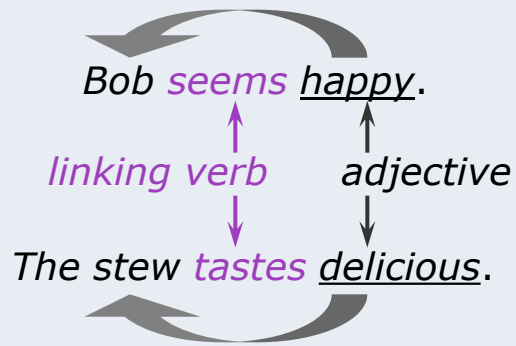 Bob seems happy.
linking verb adjective
The stew tastes delicious.